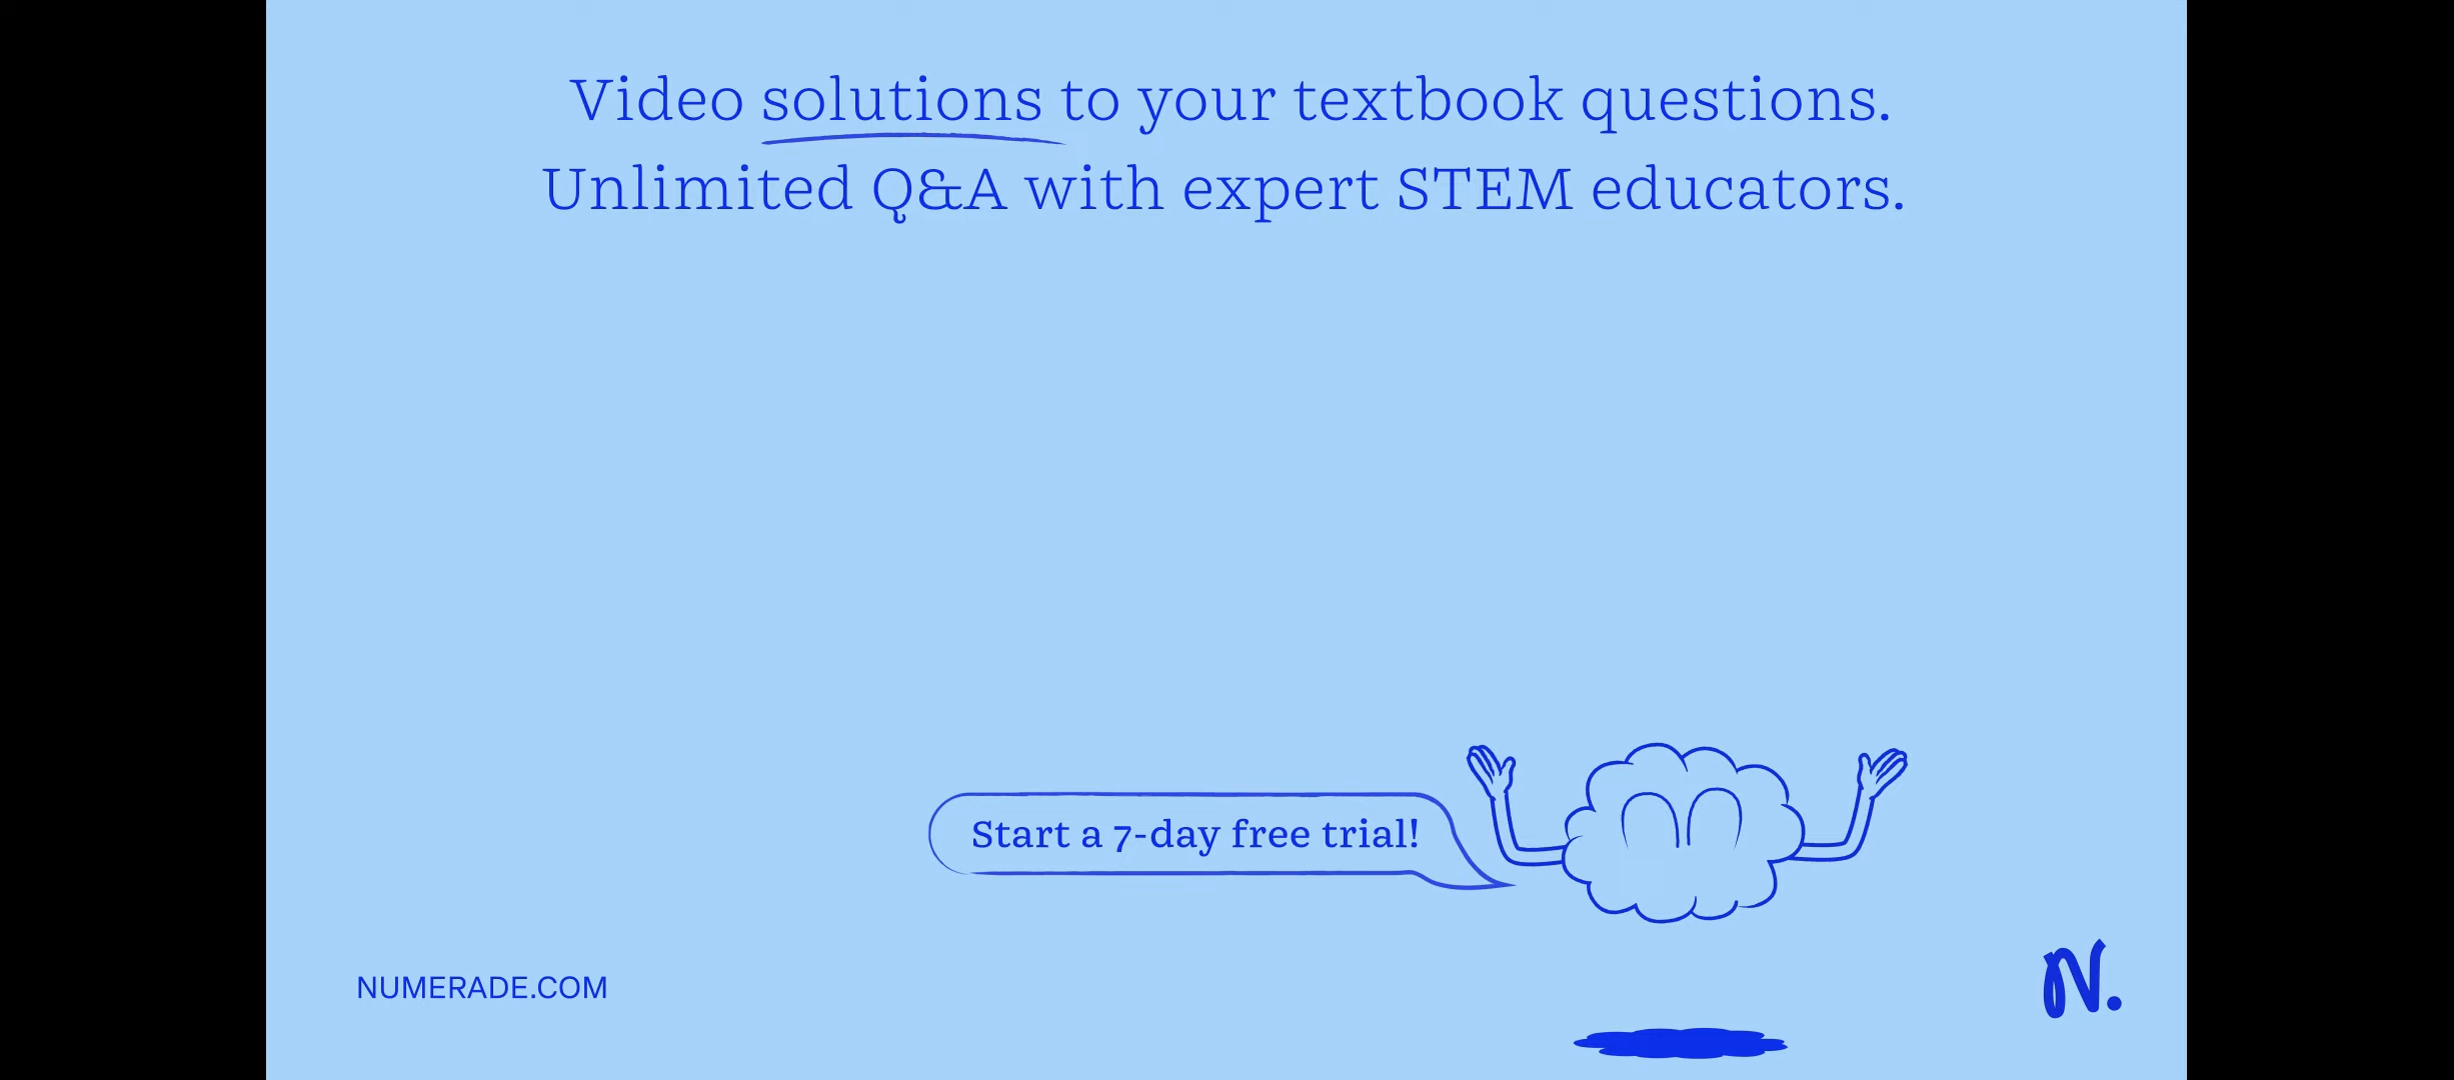 Video solutions to your textbook questions.
Unlimited Q&A with expert STEM educators.
Start a 7-day free trial!
NUMERADE.COM
N.